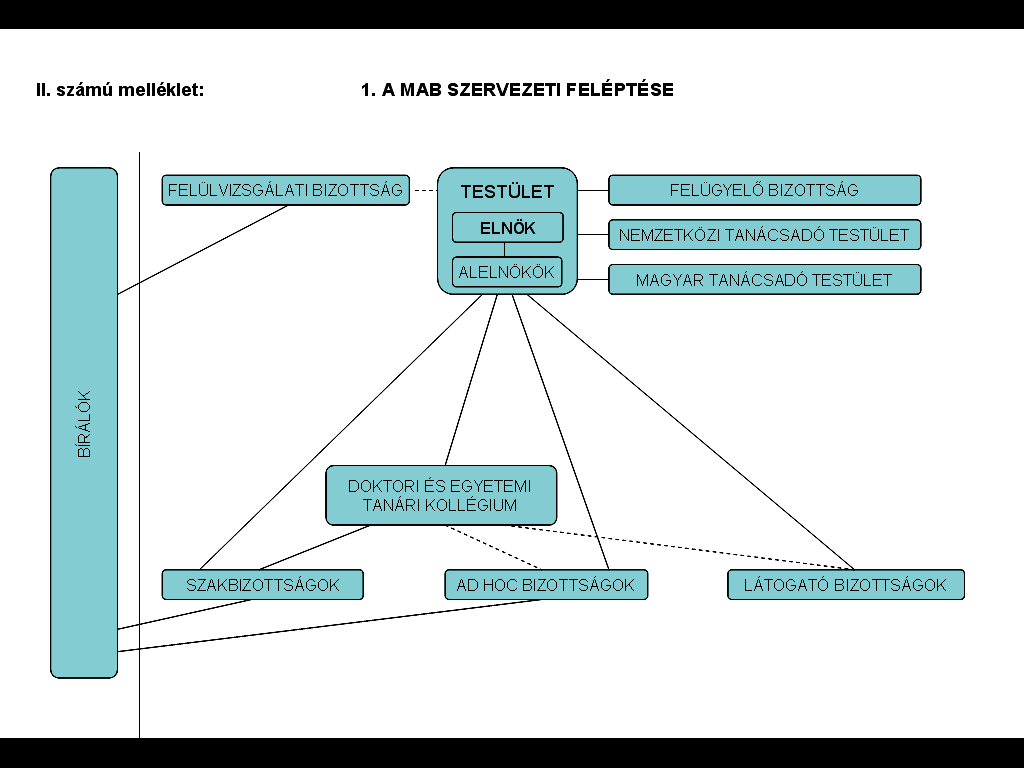 II. számú melléklet:
1. A MAB SZERVEZETI FELÉPTÉSE
FELÜLVIZSGÁLATI BIZOTTSÁG
TESTÜLET
ELNÖK
ALELNÖKÖK
FELÜGYELŐ BIZOTTSÁG
NEMZETKÖZI TANÁCSADÓ TESTÜLET
MAGYAR TANÁCSADÓ TESTÜLET
BÍRÁLÓK
DOKTORI ÉS EGYETEMI
TANÁRI KOLLÉGIUM
SZAKBIZOTTSÁGOK
AD HOC BIZOTTSÁGOK
LÁTOGATÓ BIZOTTSÁGOK